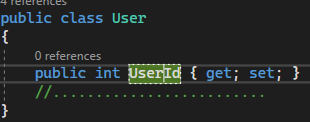 4 references
public class User
{
0 references
public int UserId { get; set; }
//..........................
}